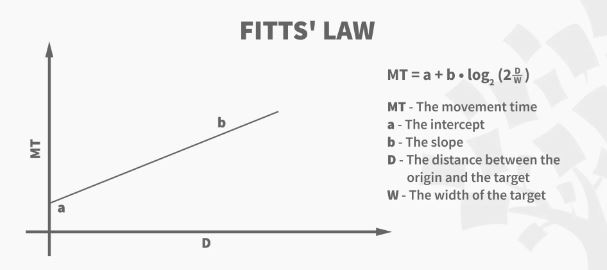 FITTS' LAW
MT = a + b • log₂ (2 D/W)
MT - The movement time
a - The intercept
b - The slope
D - The distance between the
origin and the target
W - The width of the target
MT
a
b
D